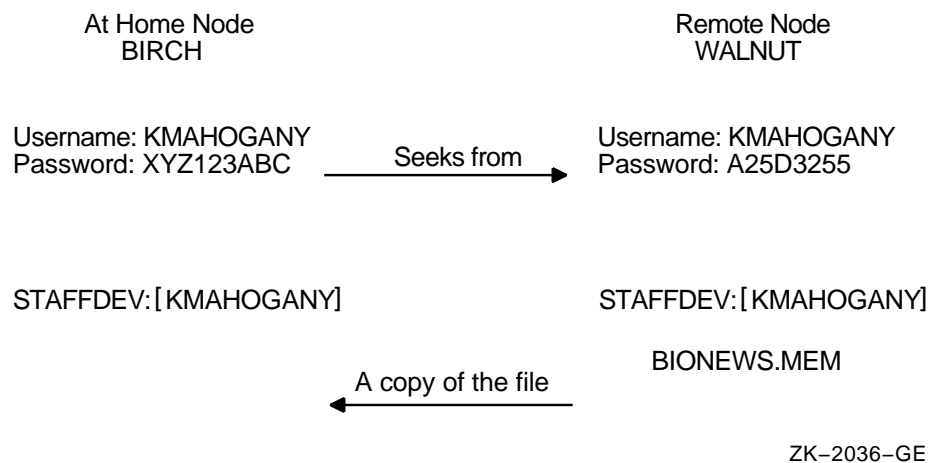 At Home Node
BIRCH
Remote Node
WALNUT
Username: KMAHOGANY
Password: XYZ123ABC
Seeks from
Username: KMAHOGANY
Password: A25D3255
STAFFDEV:[KMAHOGANY]
STAFFDEV:[KMAHOGANY]
BIONEWS.MEM
A copy of the file
ZK−2036−GE